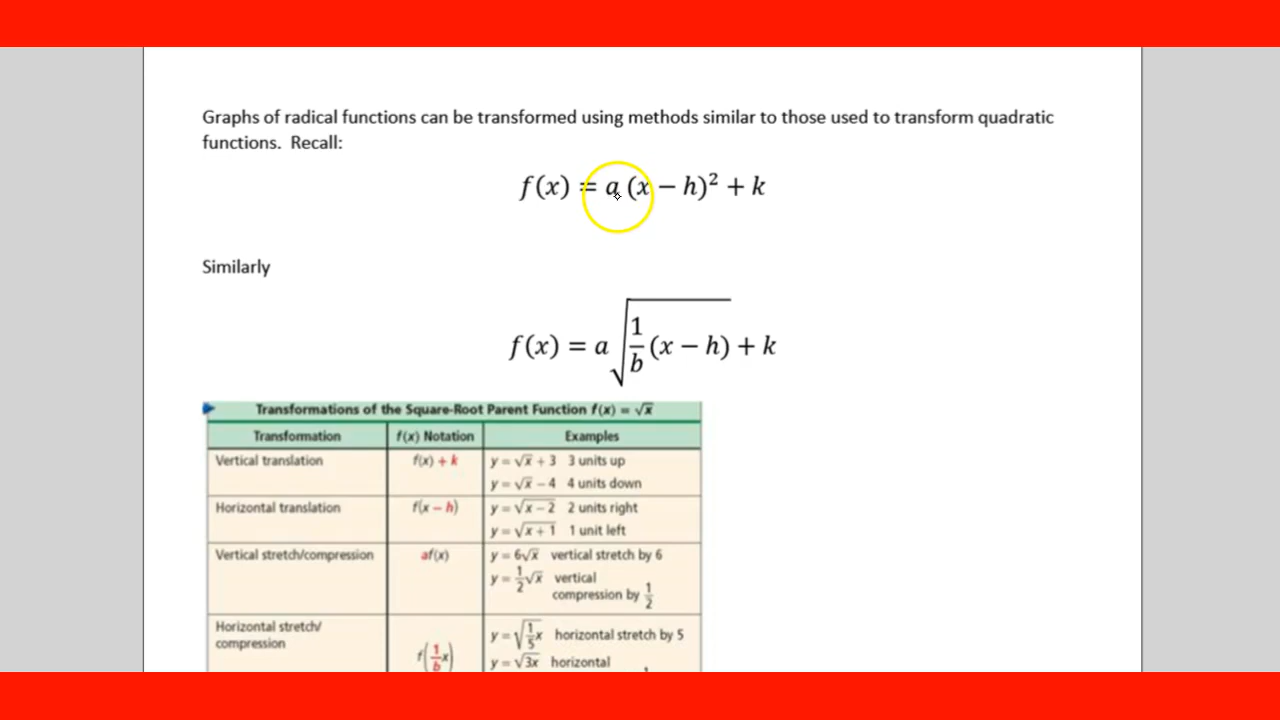 Graphs of radical functions can be transformed using methods similar to those used to transform quadratic
functions. Recall:
f(x) = a (x − h)² + k
Similarly
f(x) = a √(1/b (x − h)) + k
Transformations of the Square-Root Parent Function f(x) = √x
Transformation f(x) Notation Examples
Vertical translation f(x) + k y = √x + 3 3 units up
y = √x − 4 4 units down
Horizontal translation f(x − h) y = √(x − 2) 2 units right
y = √(x + 1) 1 unit left
Vertical stretch/compression af(x) y = 6√x vertical stretch by 6
y = 1/2 √x vertical
compression by 1/2
Horizontal stretch/
compression f(1/b x) y = √(1/5 x) horizontal stretch by 5
y = √3x horizontal